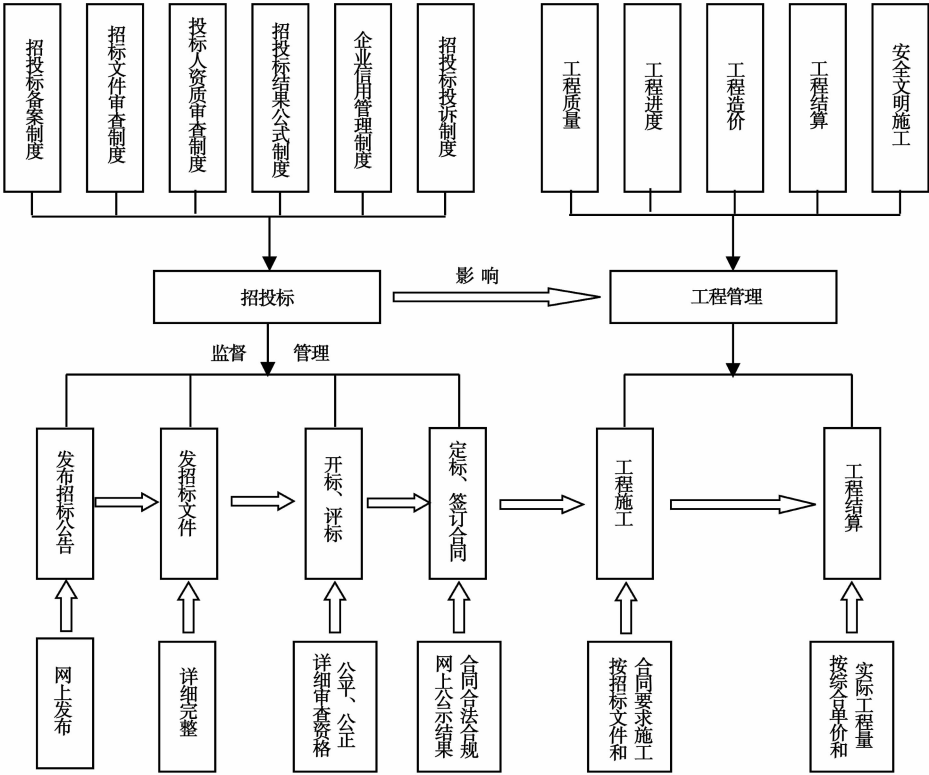 招投标备案制度
招标文件审查制度
投标人资质审查制度
招投标结果公式制度
企业信用管理制度
招投标投诉制度
工程质量
工程进度
工程造价
工程结算
安全文明施工
影响
招投标
工程管理
监督 管理
发布招标公告
发招标文件
开标、评标
定标、签订合同
工程施工
工程结算
网上发布
详细完整
详细审查资格
公平、公正
网上公示结果
合同合法合规
按招标文件和
合同要求施工
按综合单价和
实际工程量